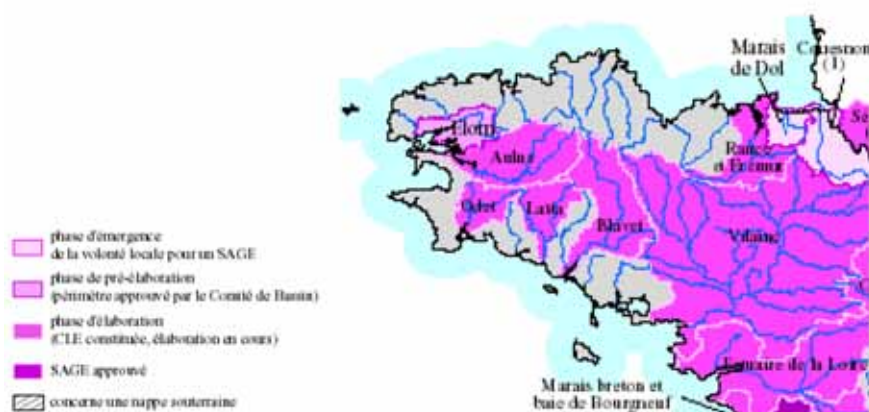 Marais
de Dol
Couesnon
(1)
Elorn
Aulne
Rance
et Frémur
Odet
Laïta
Blavet
Vilaine
phase d'émergence
de la volonté locale pour un SAGE
phase de pré-élaboration
(périmètre approuvé par le Comité de Bassin)
phase d'élaboration
(CLE constituée, élaboration en cours)
SAGE approuvé
concerne une nappe souterraine
Estuaire de la Loire
Marais breton et
baie de Bourgneuf